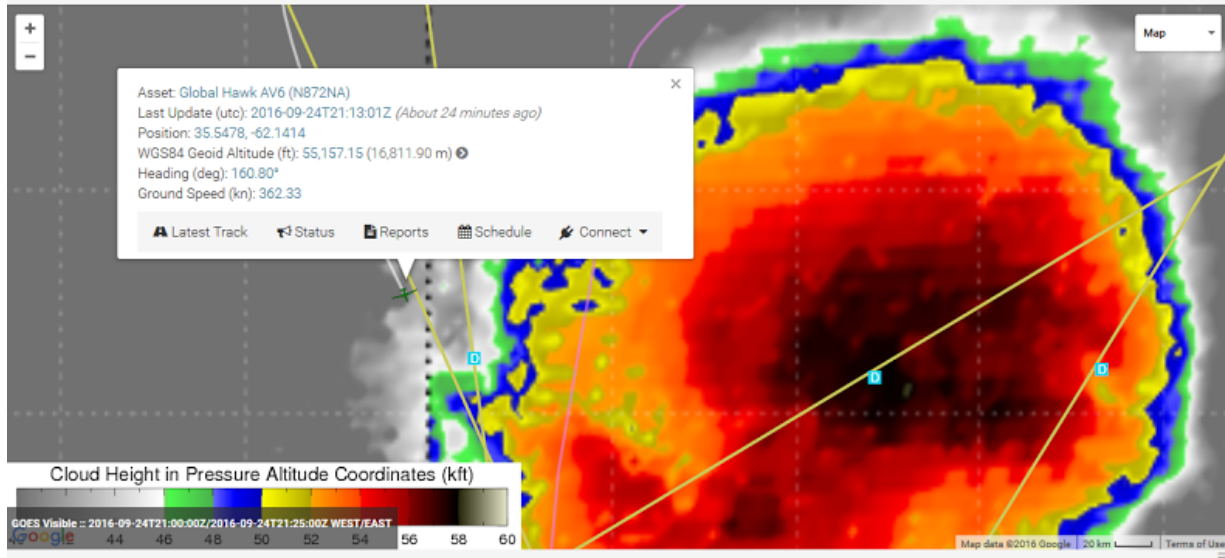 +
−
Map
×
Asset: Global Hawk AV6 (N872NA)
Last Update (utc): 2016-09-24T21:13:01Z (About 24 minutes ago)
Position: 35.5478, -62.1414
WGS84 Geoid Altitude (ft): 55,157.15 (16,811.90 m)
Heading (deg): 160.80°
Ground Speed (kn): 362.33
Latest Track Status Reports Schedule Connect
D
D
D
Cloud Height in Pressure Altitude Coordinates (kft)
GOES Visible :: 2016-09-24T21:00:00Z/2016-09-24T21:25:00Z WEST/EAST
Google
44 46 48 50 52 54 56 58 60
Map data ©2016 Google 20 km Terms of Use